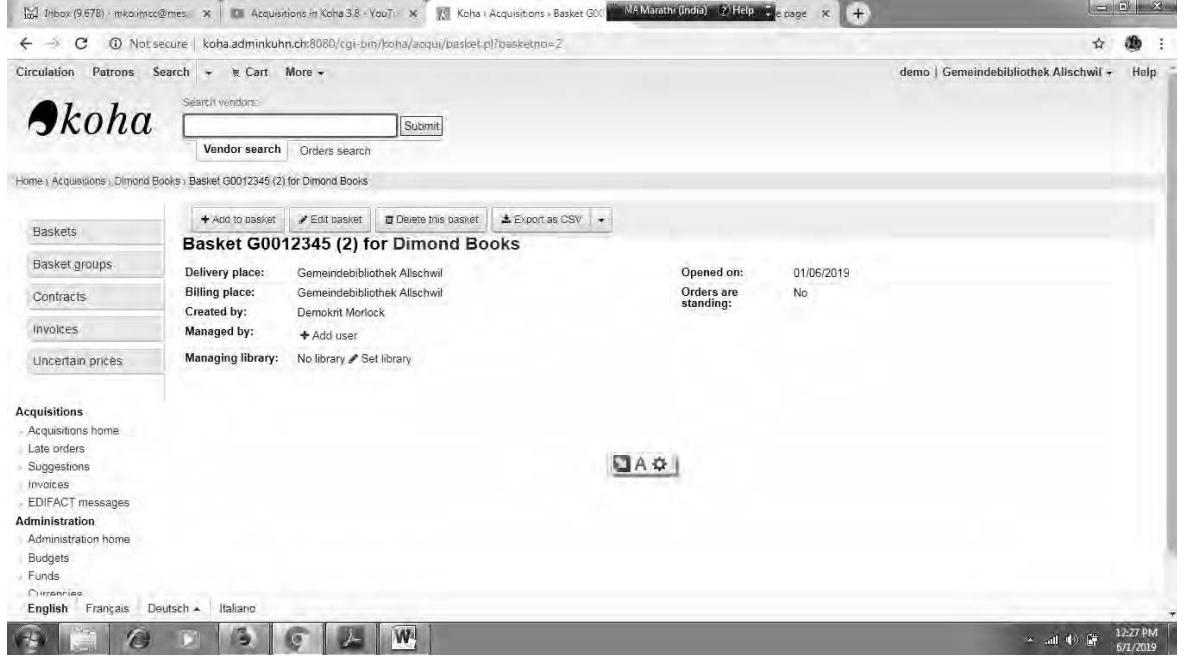 Inbox (9,678) - mkoimcc@mes
Acquisitions in Koha 3.8 - YouTu
Koha › Acquisitions › Basket G00
MA Marathi (India)
Help
e page
Not secure
koha.adminkuhn.ch:8080/cgi-bin/koha/acqui/basket.pl?basketno=2
Circulation Patrons Search Cart More
demo | Gemeindebibliothek Allschwil Help
koha
Search vendors:
Submit
Vendor search Orders search
Home › Acquisitions › Dimond Books › Basket G0012345 (2) for Dimond Books
Baskets
Basket groups
Contracts
Invoices
Uncertain prices
Acquisitions
Acquisitions home
Late orders
Suggestions
Invoices
EDIFACT messages
Administration
Administration home
Budgets
Funds
Currencies
+ Add to basket Edit basket Delete this basket Export as CSV
Basket G0012345 (2) for Dimond Books
Delivery place: Gemeindebibliothek Allschwil
Billing place: Gemeindebibliothek Allschwil
Created by: Demokrit Morlock
Managed by: + Add user
Managing library: No library Set library
Opened on: 01/06/2019
Orders are standing: No
A
English Français Deutsch Italiano
W
12:27 PM
6/1/2019